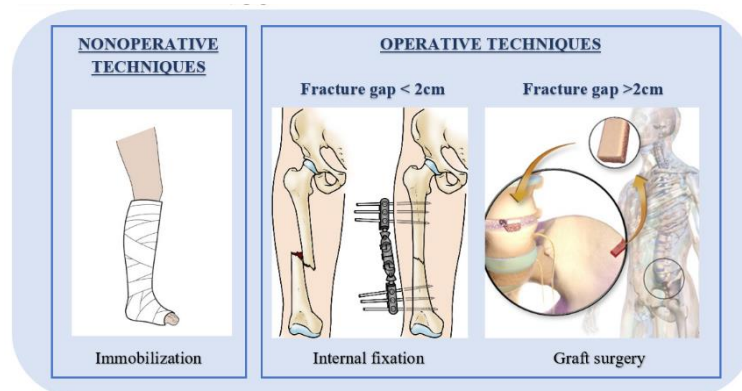 NONOPERATIVE
TECHNIQUES
Immobilization
OPERATIVE TECHNIQUES
Fracture gap < 2cm
Internal fixation
Fracture gap >2cm
Graft surgery